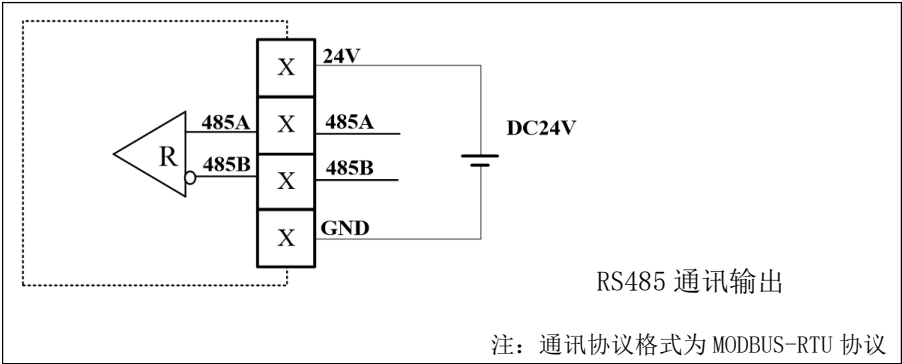 X 24V
485A X 485A DC24V
R 485B X 485B
X GND
RS485 通讯输出
注：通讯协议格式为 MODBUS-RTU 协议